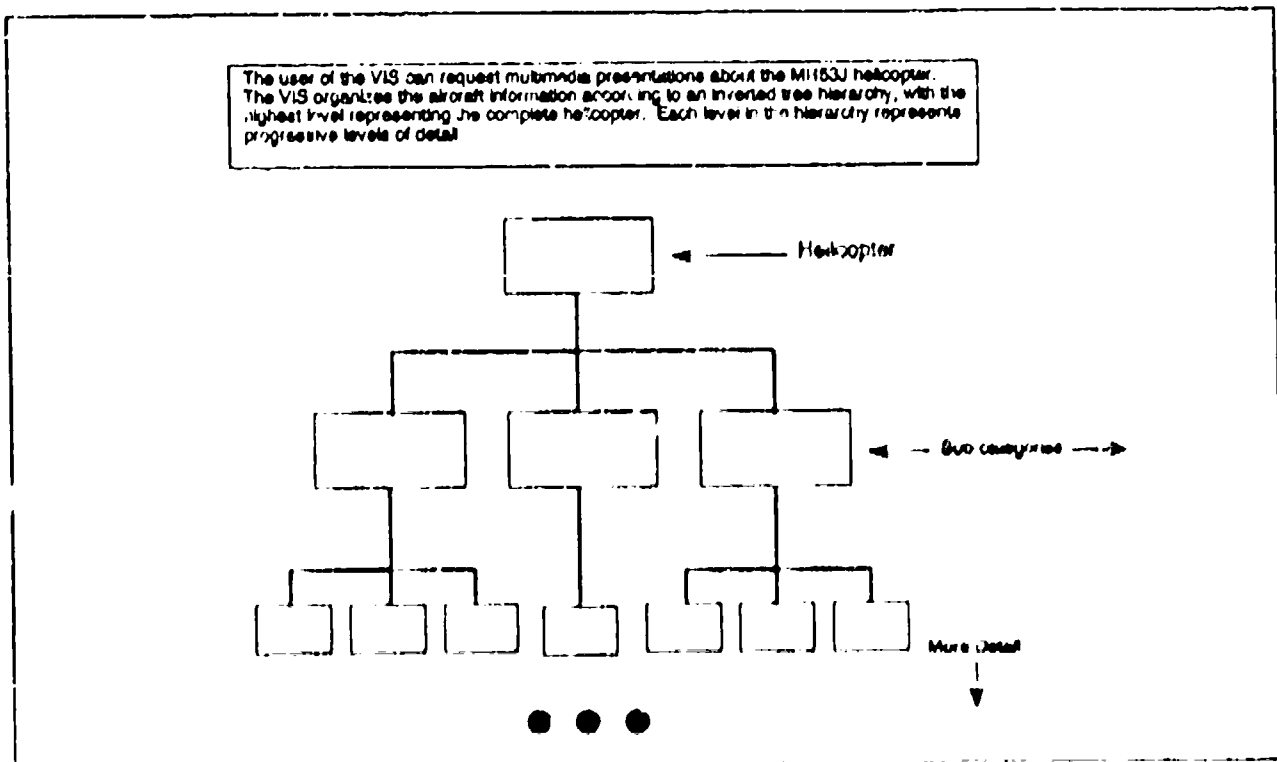 The user of the VIS can request multimedia presentations about the MH53J helicopter.
The VIS organizes the aircraft information according to an inverted tree hierarchy, with the
highest level representing the complete helicopter. Each level in the hierarchy represents
progressive levels of detail
Helicopter
Sub categories
More Detail